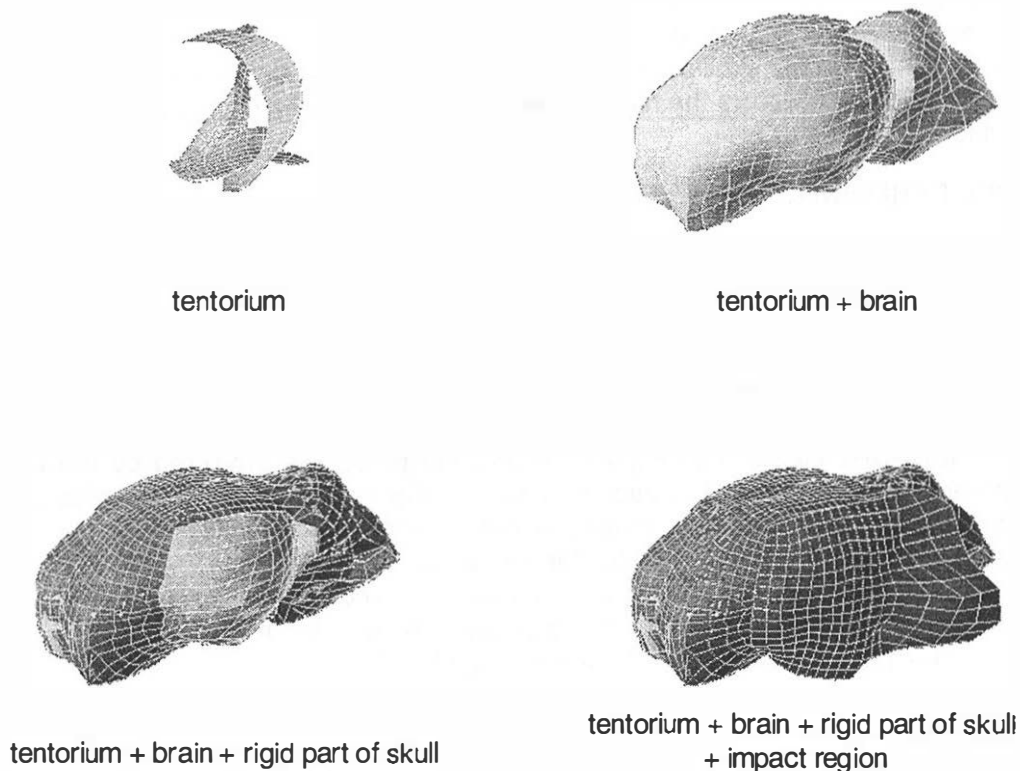 tentorium
tentorium + brain
tentorium + brain + rigid part of skull
tentorium + brain + rigid part of skull
+ impact region